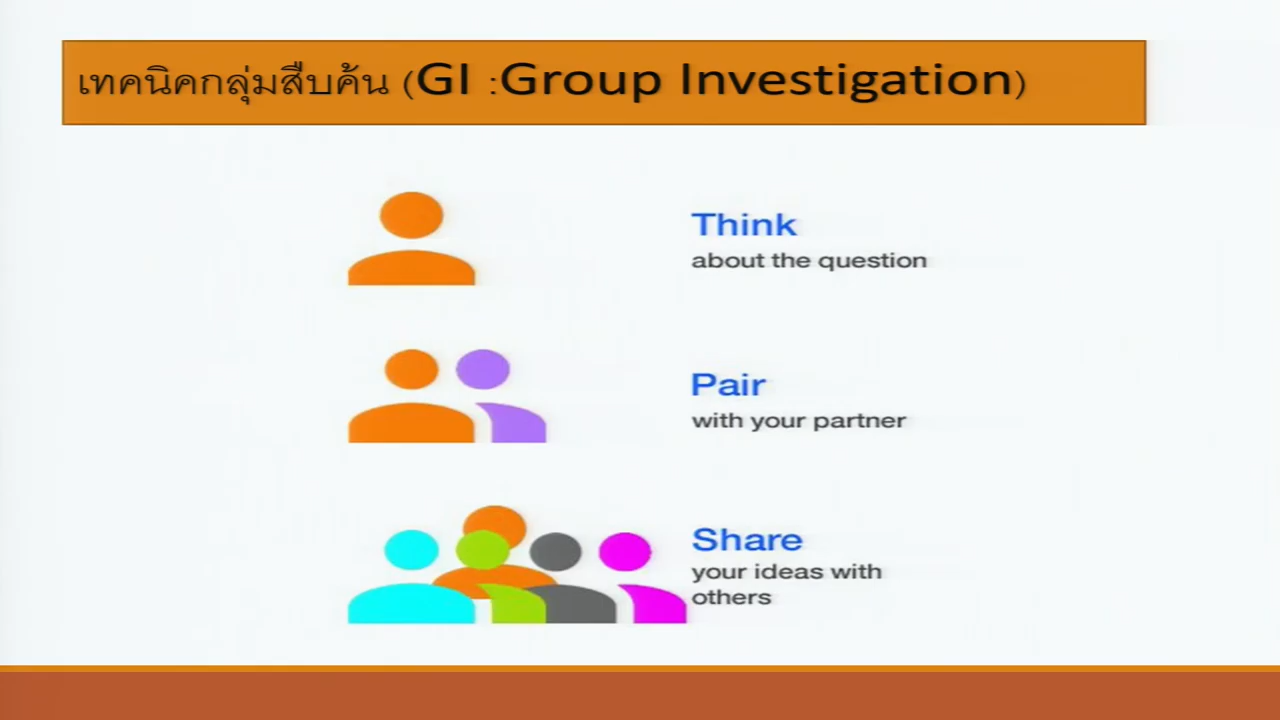 เทคนิคกลุ่มสืบค้น (GI :Group Investigation)
Think
about the question
Pair
with your partner
Share
your ideas with
others